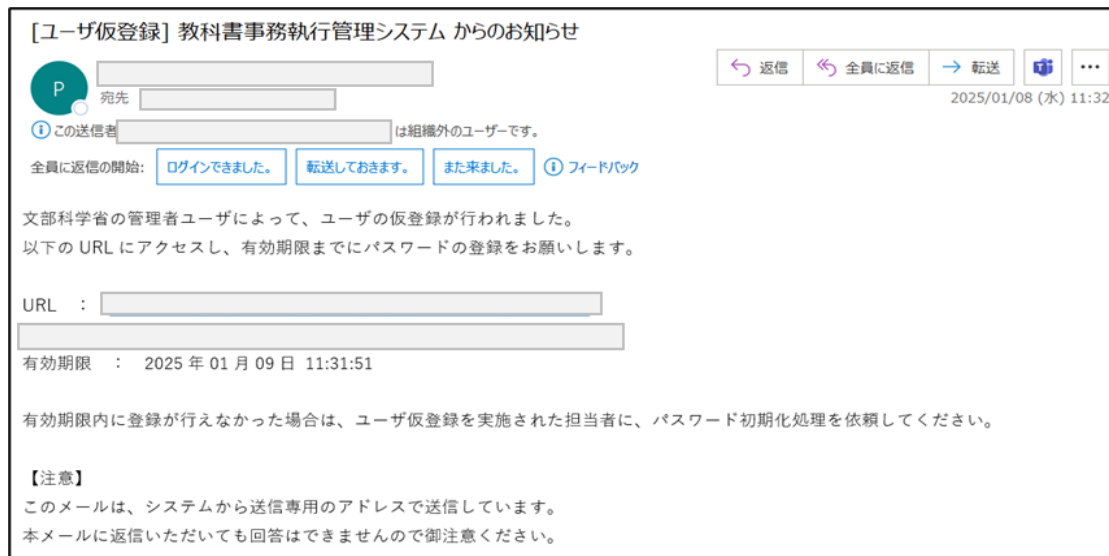 [ユーザ仮登録] 教科書事務執行管理システム からのお知らせ
返信 全員に返信 転送
P
宛先
2025/01/08 (水) 11:32
この送信者 は組織外のユーザーです。
全員に返信の開始: ログインできました。 転送しておきます。 また来ました。 フィードバック
文部科学省の管理者ユーザによって、ユーザの仮登録が行われました。
以下の URL にアクセスし、有効期限までにパスワードの登録をお願いします。
URL :
有効期限 : 2025 年 01 月 09 日 11:31:51
有効期限内に登録が行えなかった場合は、ユーザ仮登録を実施された担当者に、パスワード初期化処理を依頼してください。
【注意】
このメールは、システムから送信専用のアドレスで送信しています。
本メールに返信いただいても回答はできませんので御注意ください。